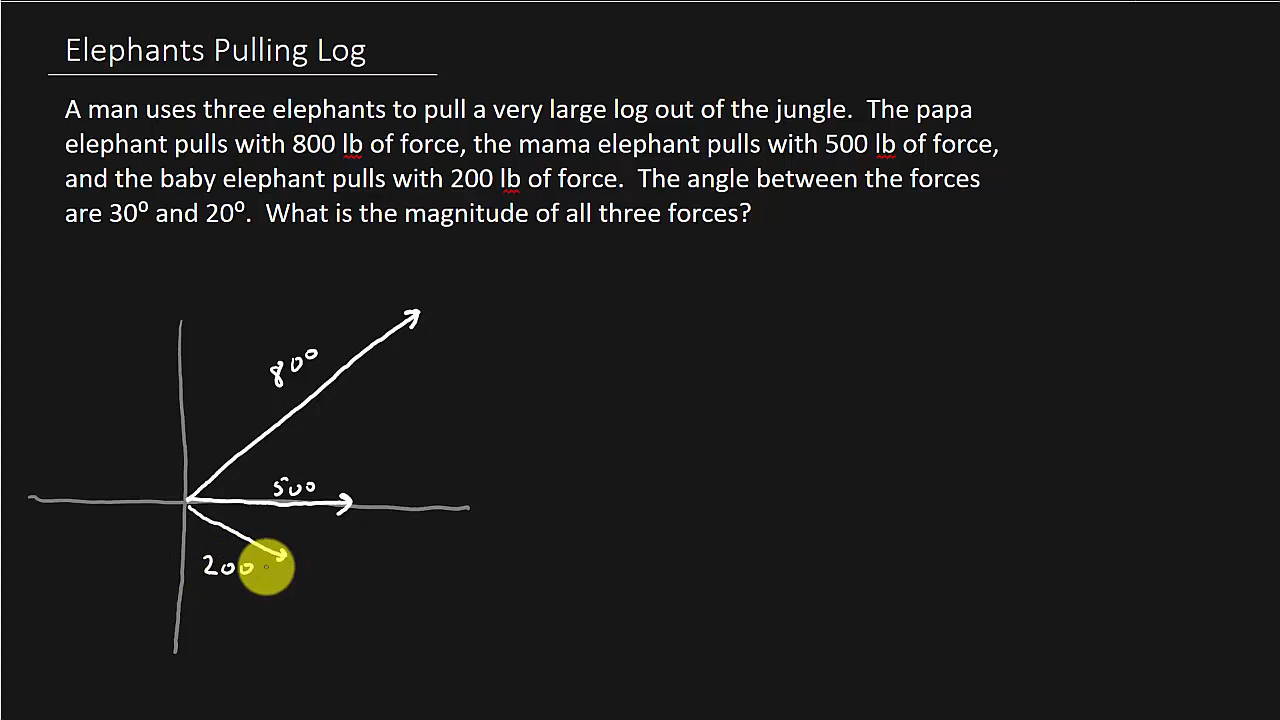 Elephants Pulling Log
A man uses three elephants to pull a very large log out of the jungle. The papa
elephant pulls with 800 lb of force, the mama elephant pulls with 500 lb of force,
and the baby elephant pulls with 200 lb of force. The angle between the forces
are 30⁰ and 20⁰. What is the magnitude of all three forces?
800
500
200